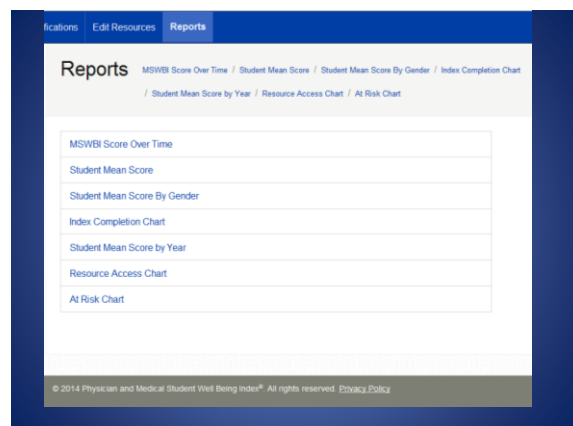 fications Edit Resources Reports
Reports MSWBI Score Over Time / Student Mean Score / Student Mean Score By Gender / Index Completion Chart
/ Student Mean Score by Year / Resource Access Chart / At Risk Chart
MSWBI Score Over Time
Student Mean Score
Student Mean Score By Gender
Index Completion Chart
Student Mean Score by Year
Resource Access Chart
At Risk Chart
© 2014 Physician and Medical Student Well Being Index®. All rights reserved. Privacy Policy